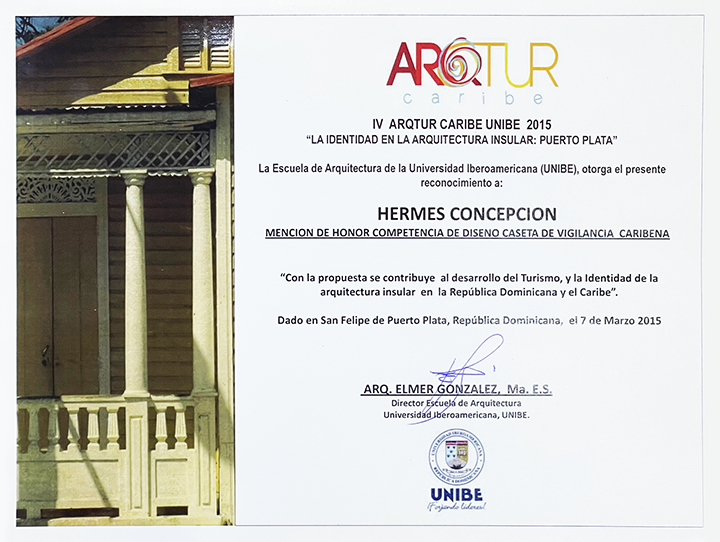 ARQTUR
caribe
IV ARQTUR CARIBE UNIBE 2015
“LA IDENTIDAD EN LA ARQUITECTURA INSULAR: PUERTO PLATA”
La Escuela de Arquitectura de la Universidad Iberoamericana (UNIBE), otorga el presente
reconocimiento a:
HERMES CONCEPCION
MENCION DE HONOR COMPETENCIA DE DISENO CASETA DE VIGILANCIA CARIBENA
“Con la propuesta se contribuye al desarrollo del Turismo, y la Identidad de la
arquitectura insular en la República Dominicana y el Caribe”.
Dado en San Felipe de Puerto Plata, República Dominicana, el 7 de Marzo 2015
ARQ. ELMER GONZALEZ, Ma. E.S.
Director Escuela de Arquitectura
Universidad Iberoamericana, UNIBE.
UNIVERSIDAD IBEROAMERICANA
REPUBLICA DOMINICANA
UNIBE
¡Forjando líderes!